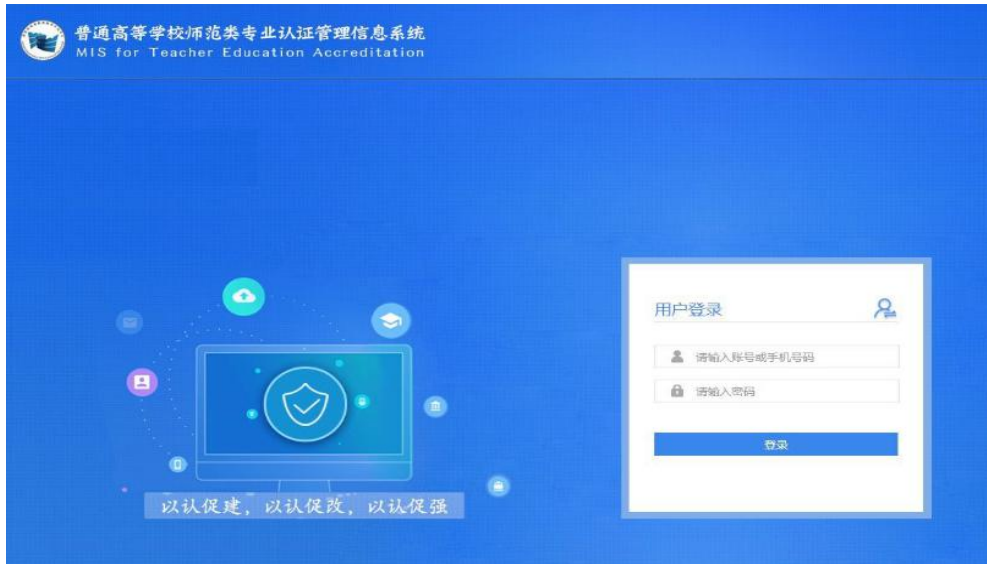 普通高等学校师范类专业认证管理信息系统
MIS for Teacher Education Accreditation
用户登录
请输入账号或手机号码
请输入密码
登录
以认促建，以认促改，以认促强